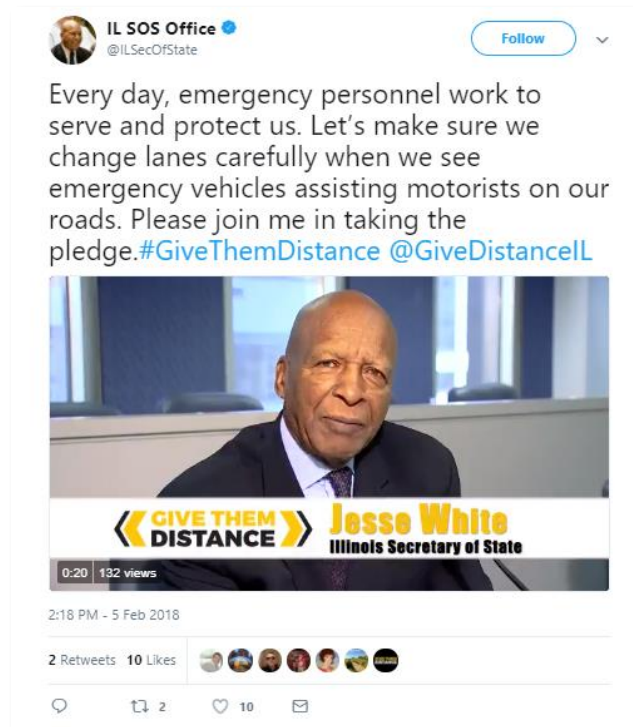 IL SOS Office
Follow
@ILSecOfState
Every day, emergency personnel work to
serve and protect us. Let's make sure we
change lanes carefully when we see
emergency vehicles assisting motorists on our
roads. Please join me in taking the
pledge.#GiveThemDistance @GiveDistanceIL
GIVE THEM
DISTANCE
Jesse White
Illinois Secretary of State
0:20 132 views
2:18 PM - 5 Feb 2018
2 Retweets 10 Likes
2 10